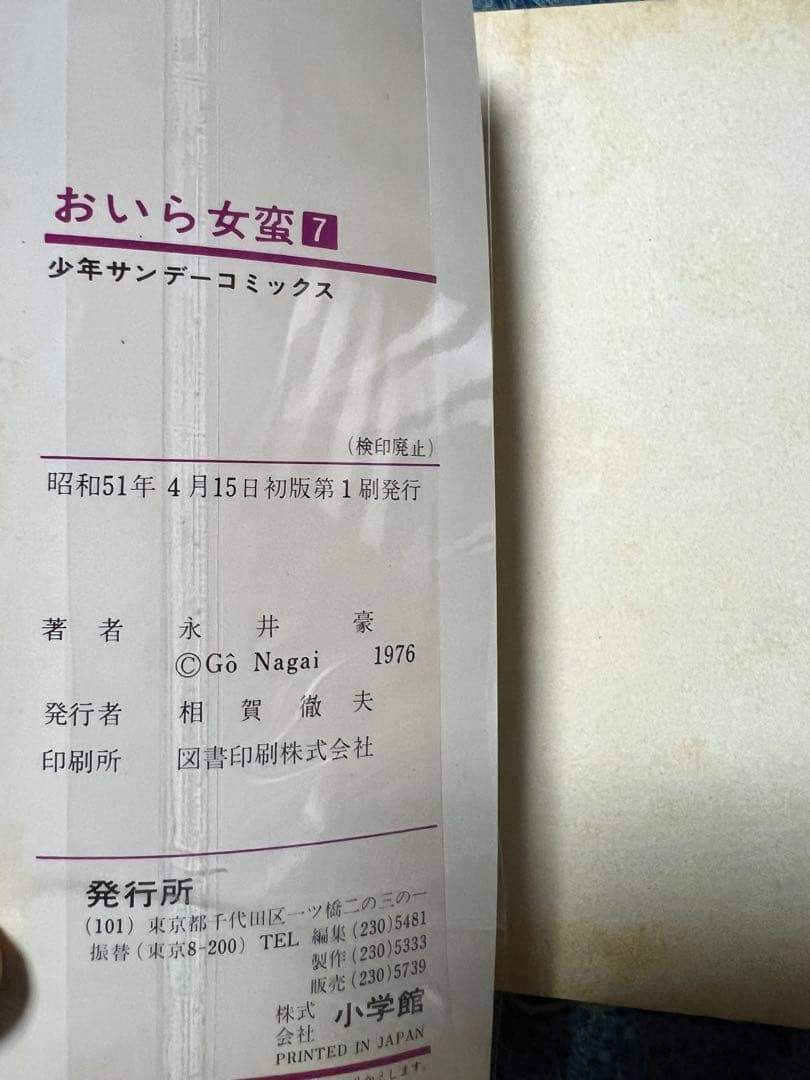 おいら女蛮7
少年サンデーコミックス
(検印廃止)
昭和51年 4月15日初版第1刷発行
著者 永井豪
©Gô Nagai 1976
発行者 相賀徹夫
印刷所 図書印刷株式会社
発行所
(101) 東京都千代田区一ツ橋二の三の一
振替(東京8-200) TEL 編集(230)5481
製作(230)5333
販売(230)5739
株式会社 小学館
PRINTED IN JAPAN